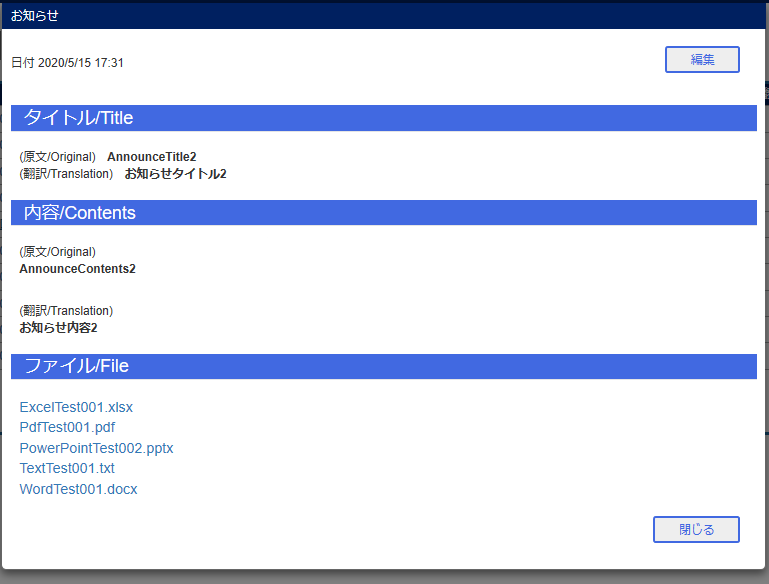 お知らせ
日付 2020/5/15 17:31
編集
タイトル/Title
(原文/Original) AnnounceTitle2
(翻訳/Translation) お知らせタイトル2
内容/Contents
(原文/Original)
AnnounceContents2
(翻訳/Translation)
お知らせ内容2
ファイル/File
ExcelTest001.xlsx
PdfTest001.pdf
PowerPointTest002.pptx
TextTest001.txt
WordTest001.docx
閉じる